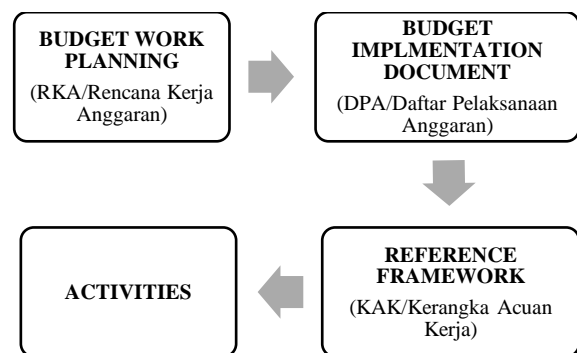 BUDGET WORK
PLANNING
(RKA/Rencana Kerja
Anggaran)
BUDGET
IMPLMENTATION
DOCUMENT
(DPA/Daftar Pelaksanaan
Anggaran)
REFERENCE
FRAMEWORK
(KAK/Kerangka Acuan
Kerja)
ACTIVITIES